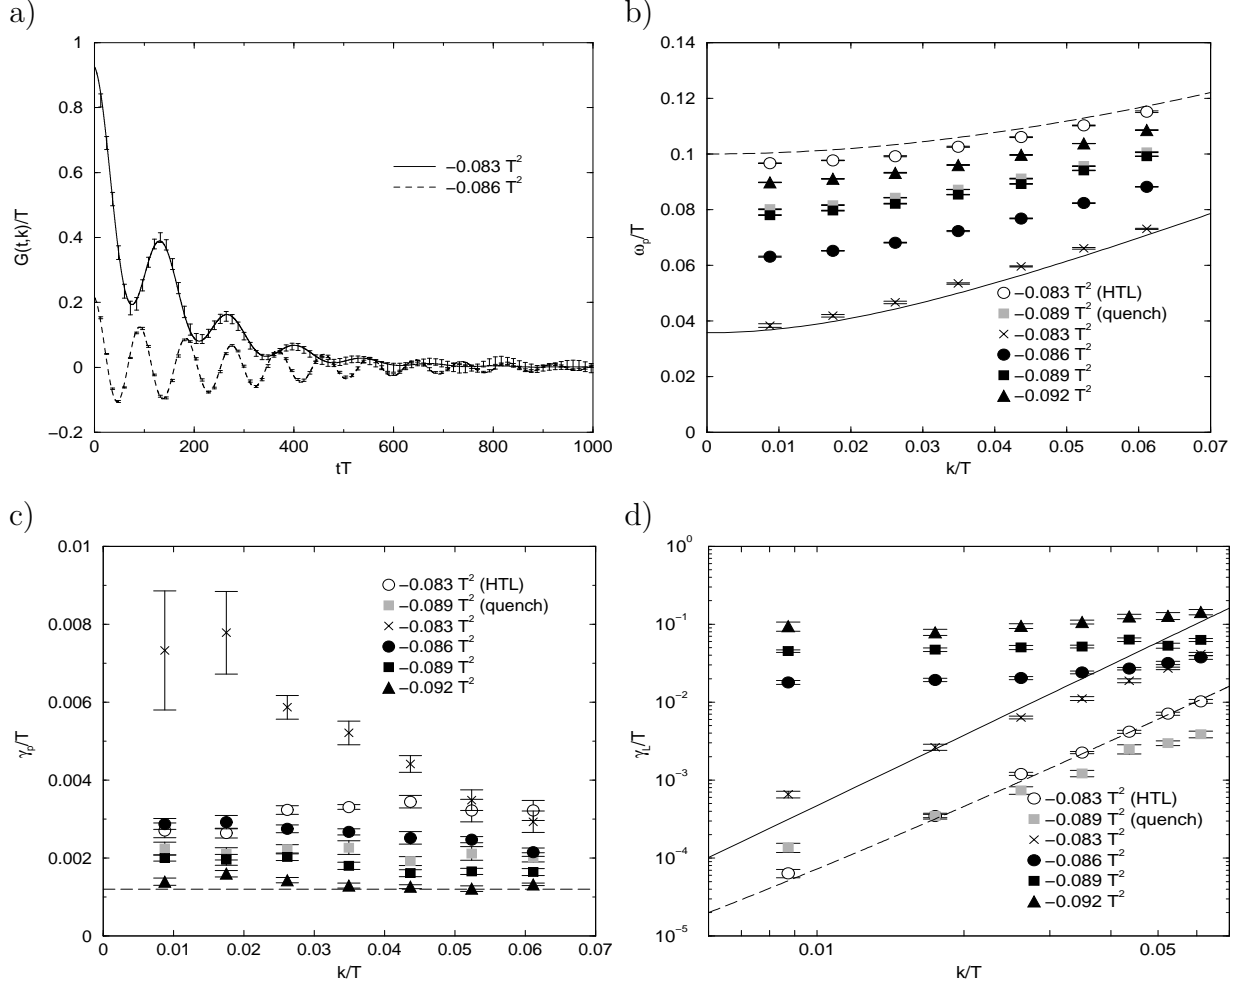 a)
1
0.8
0.6
0.4
0.2
0
−0.2
G(t,k)/T
0
200
400
600
800
1000
tT
−0.083 T²
−0.086 T²
b)
0.14
0.12
0.1
0.08
0.06
0.04
0.02
0
ωₚ/T
0
0.01
0.02
0.03
0.04
0.05
0.06
0.07
k/T
−0.083 T² (HTL)
−0.089 T² (quench)
−0.083 T²
−0.086 T²
−0.089 T²
−0.092 T²
c)
0.01
0.008
0.006
0.004
0.002
0
γₚ/T
0
0.01
0.02
0.03
0.04
0.05
0.06
0.07
k/T
−0.083 T² (HTL)
−0.089 T² (quench)
−0.083 T²
−0.086 T²
−0.089 T²
−0.092 T²
d)
10⁰
10⁻¹
10⁻²
10⁻³
10⁻⁴
10⁻⁵
γ_L/T
0.01
0.05
k/T
−0.083 T² (HTL)
−0.089 T² (quench)
−0.083 T²
−0.086 T²
−0.089 T²
−0.092 T²